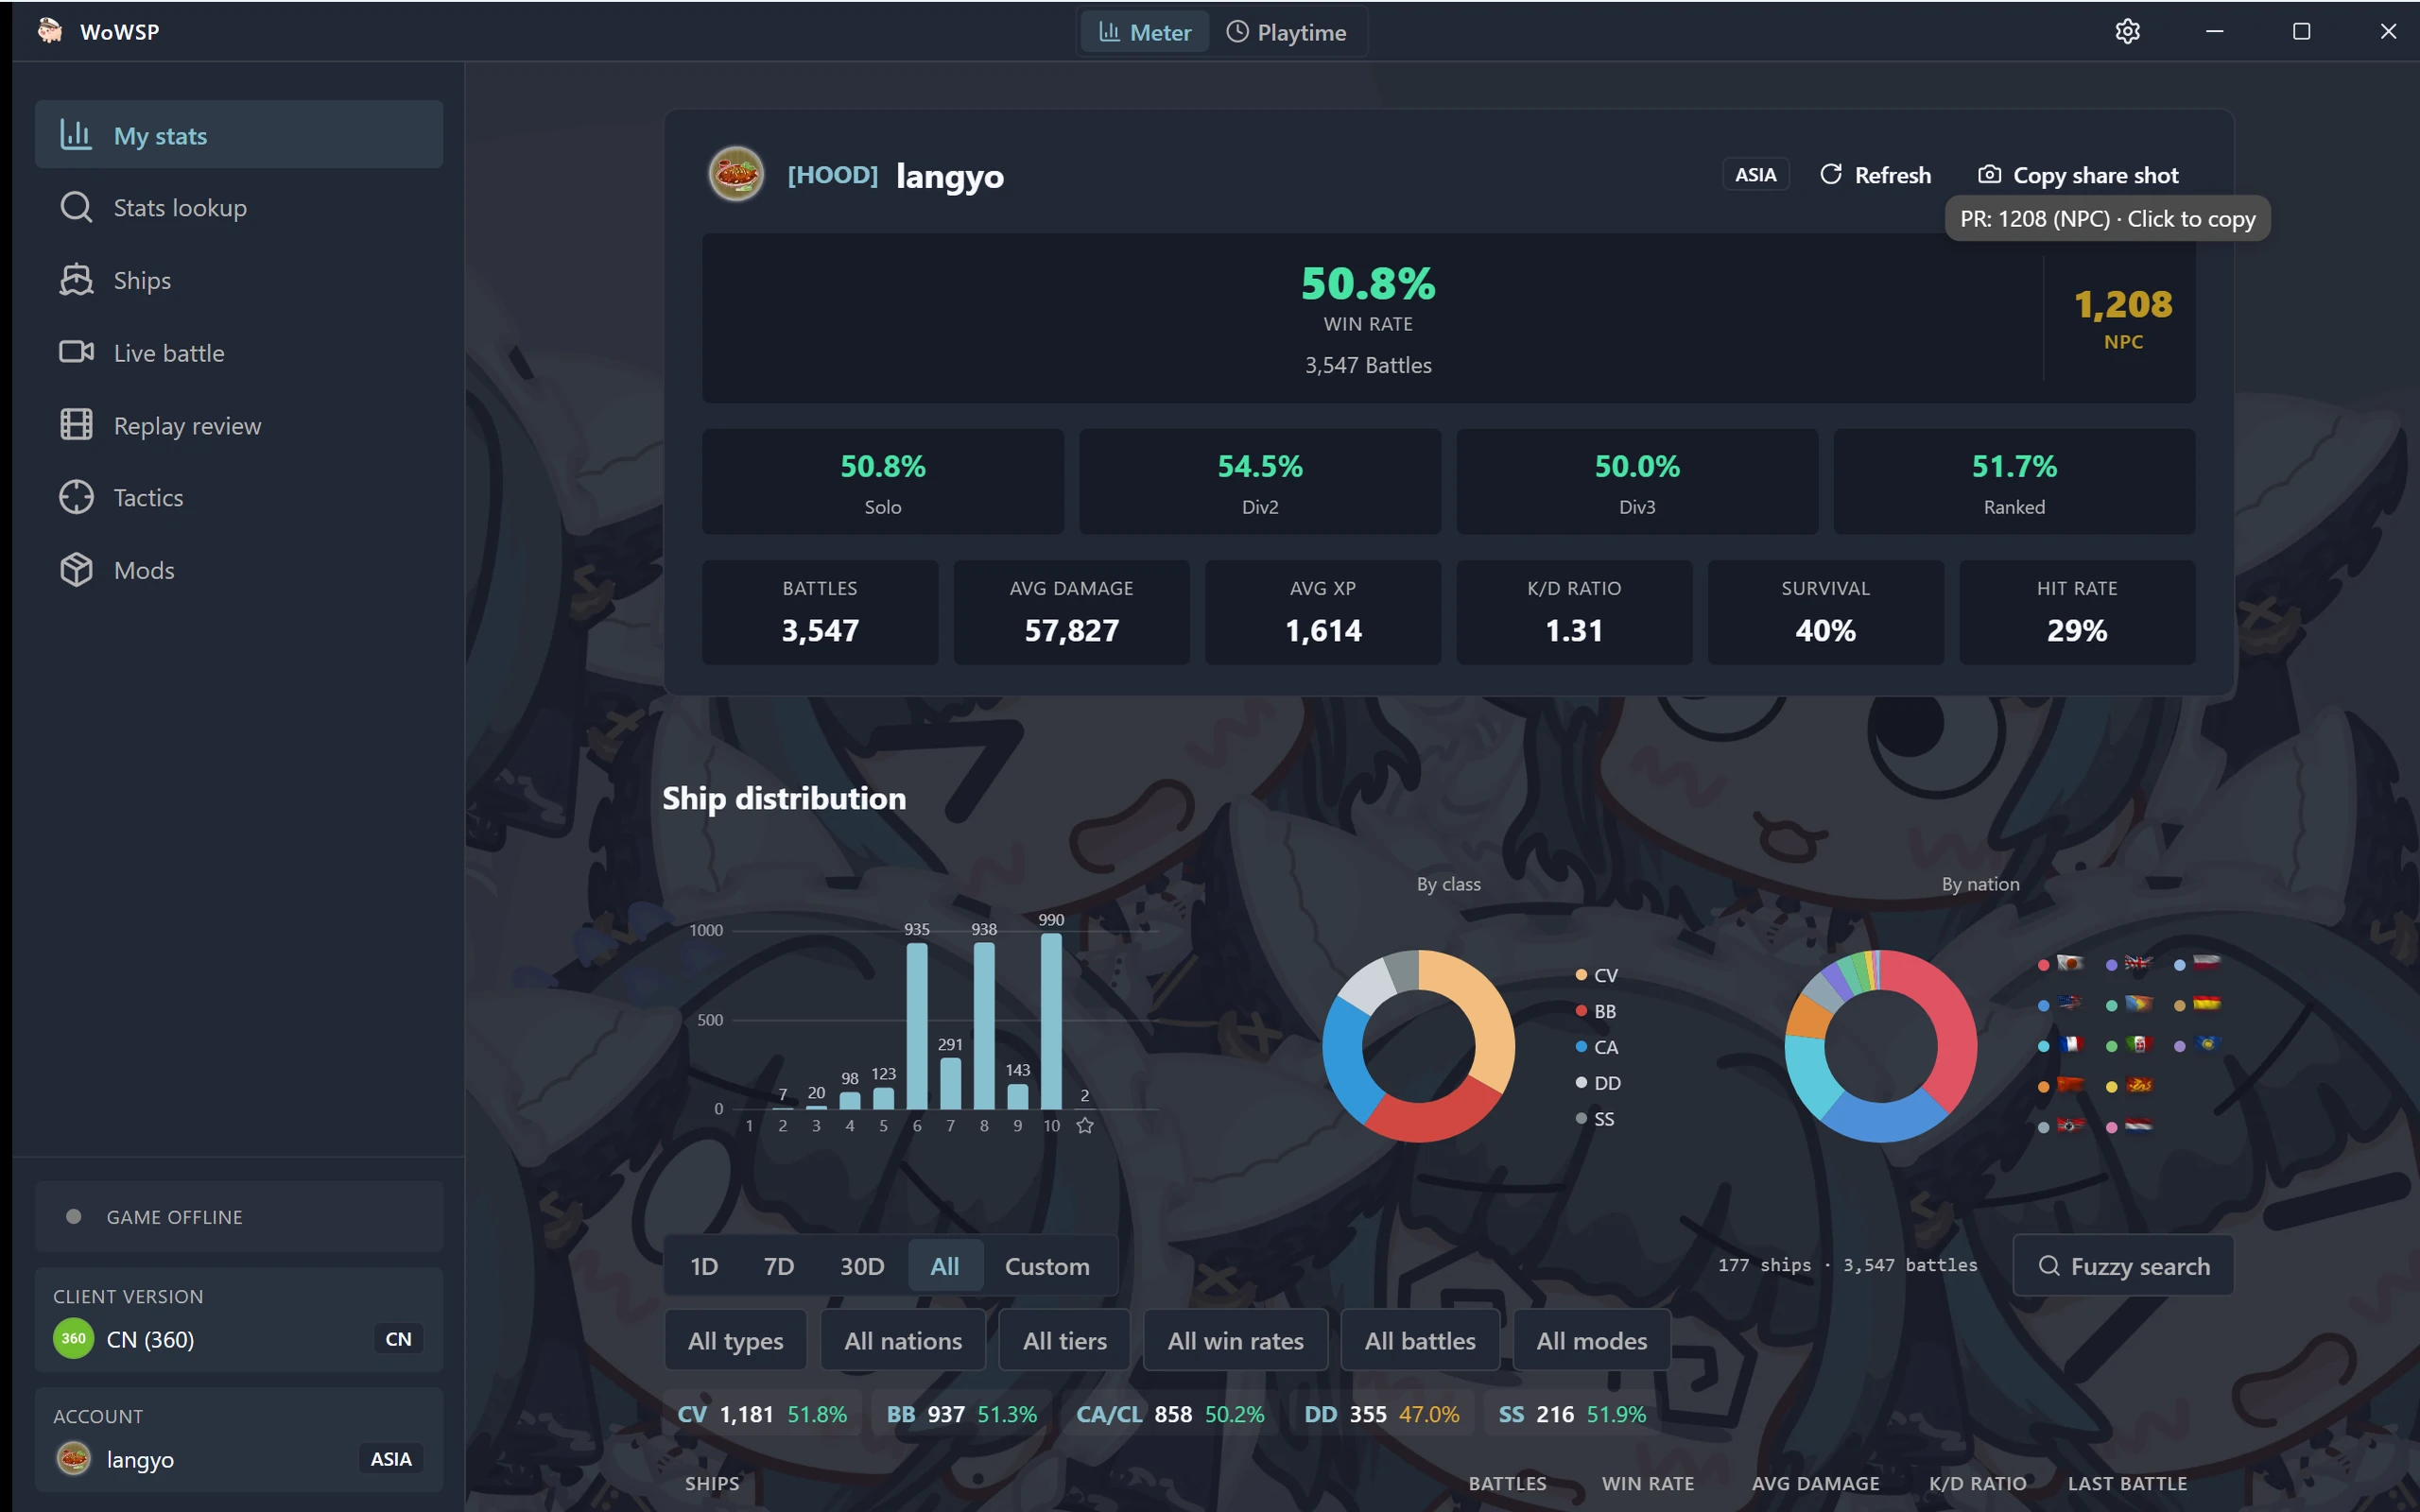 WoWSP
Meter
Playtime
My stats
Stats lookup
Ships
Live battle
Replay review
Tactics
Mods
GAME OFFLINE
CLIENT VERSION
360
CN (360)
CN
ACCOUNT
langyo
ASIA
[HOOD] langyo
ASIA
Refresh
Copy share shot
PR: 1208 (NPC) · Click to copy
50.8%
WIN RATE
3,547 Battles
1,208
NPC
50.8%
Solo
54.5%
Div2
50.0%
Div3
51.7%
Ranked
BATTLES
3,547
AVG DAMAGE
57,827
AVG XP
1,614
K/D RATIO
1.31
SURVIVAL
40%
HIT RATE
29%
Ship distribution
1000
500
0
7
20
98
123
935
291
938
143
990
2
1 2 3 4 5 6 7 8 9 10
By class
CV
BB
CA
DD
SS
By nation
1D 7D 30D All Custom
177 ships · 3,547 battles
Fuzzy search
All types
All nations
All tiers
All win rates
All battles
All modes
CV 1,181 51.8%
BB 937 51.3%
CA/CL 858 50.2%
DD 355 47.0%
SS 216 51.9%
SHIPS BATTLES WIN RATE AVG DAMAGE K/D RATIO LAST BATTLE